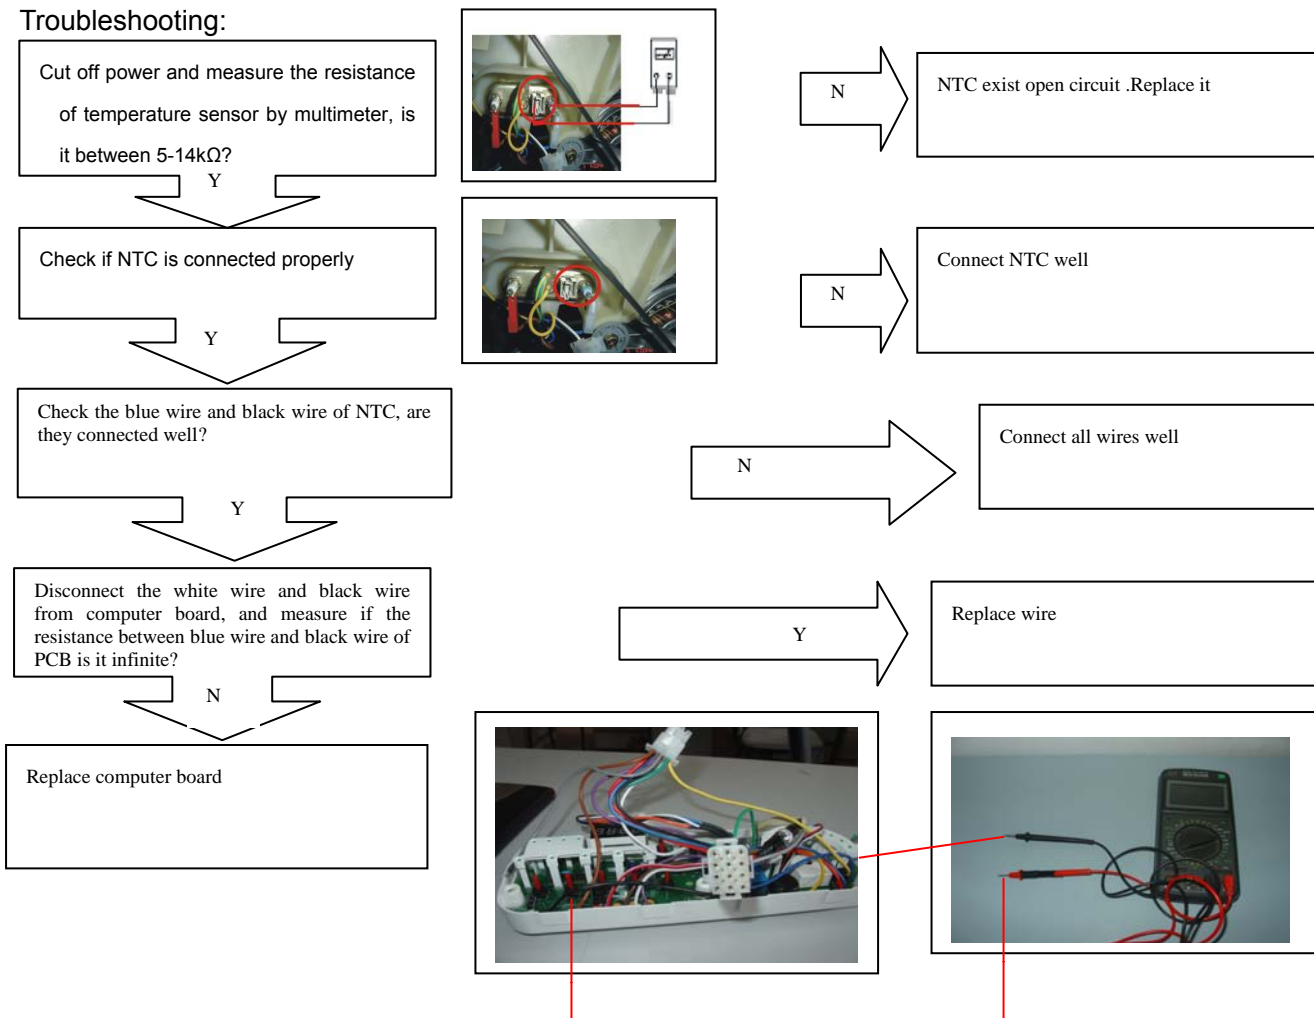 Troubleshooting:
Cut off power and measure the resistance
of temperature sensor by multimeter, is
it between 5-14kΩ?
N
NTC exist open circuit .Replace it
Y
Check if NTC is connected properly
N
Connect NTC well
Y
Check the blue wire and black wire of NTC, are
they connected well?
N
Connect all wires well
Y
Disconnect the white wire and black wire
from computer board, and measure if the
resistance between blue wire and black wire of
PCB is it infinite?
Y
Replace wire
N
Replace computer board